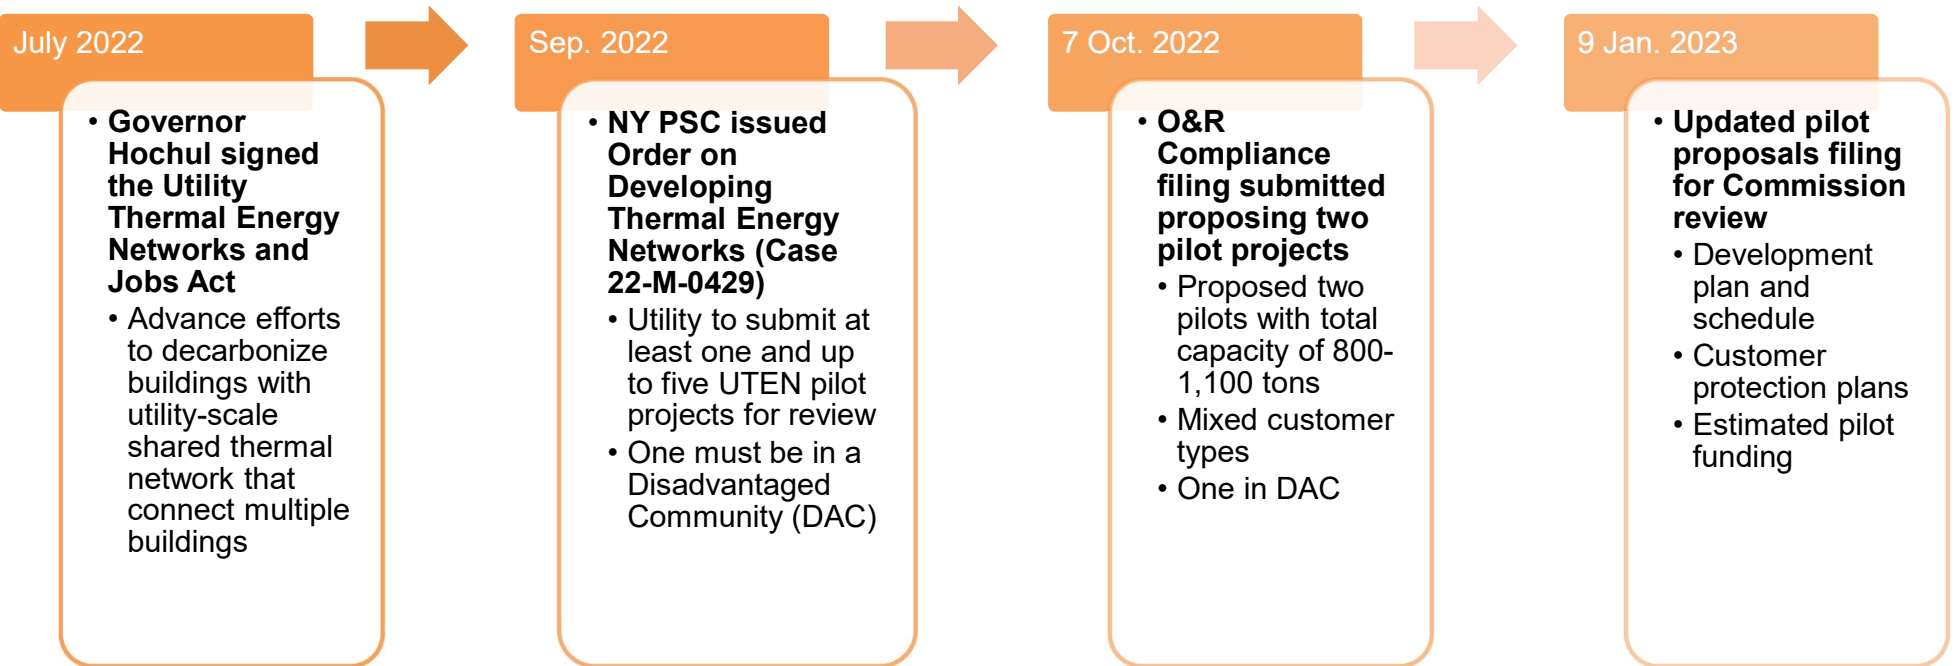 July 2022
• Governor
Hochul signed
the Utility
Thermal Energy
Networks and
Jobs Act
• Advance efforts
to decarbonize
buildings with
utility-scale
shared thermal
network that
connect multiple
buildings
Sep. 2022
• NY PSC issued
Order on
Developing
Thermal Energy
Networks (Case
22-M-0429)
• Utility to submit at
least one and up
to five UTEN pilot
projects for review
• One must be in a
Disadvantaged
Community (DAC)
7 Oct. 2022
• O&R
Compliance
filing submitted
proposing two
pilot projects
• Proposed two
pilots with total
capacity of 800-
1,100 tons
• Mixed customer
types
• One in DAC
9 Jan. 2023
• Updated pilot
proposals filing
for Commission
review
• Development
plan and
schedule
• Customer
protection plans
• Estimated pilot
funding